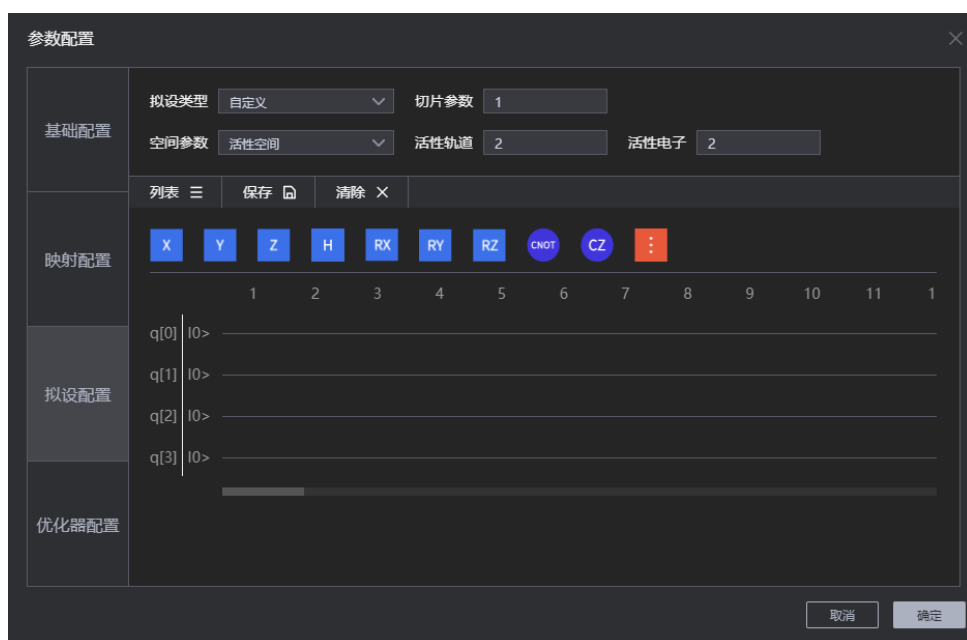 参数配置
基础配置
映射配置
拟设配置
优化器配置
拟设类型 自定义 切片参数 1
空间参数 活性空间 活性轨道 2 活性电子 2
列表 保存 清除
X Y Z H RX RY RZ CNOT CZ
1 2 3 4 5 6 7 8 9 10 11 1
q[0] |0>
q[1] |0>
q[2] |0>
q[3] |0>
取消 确定